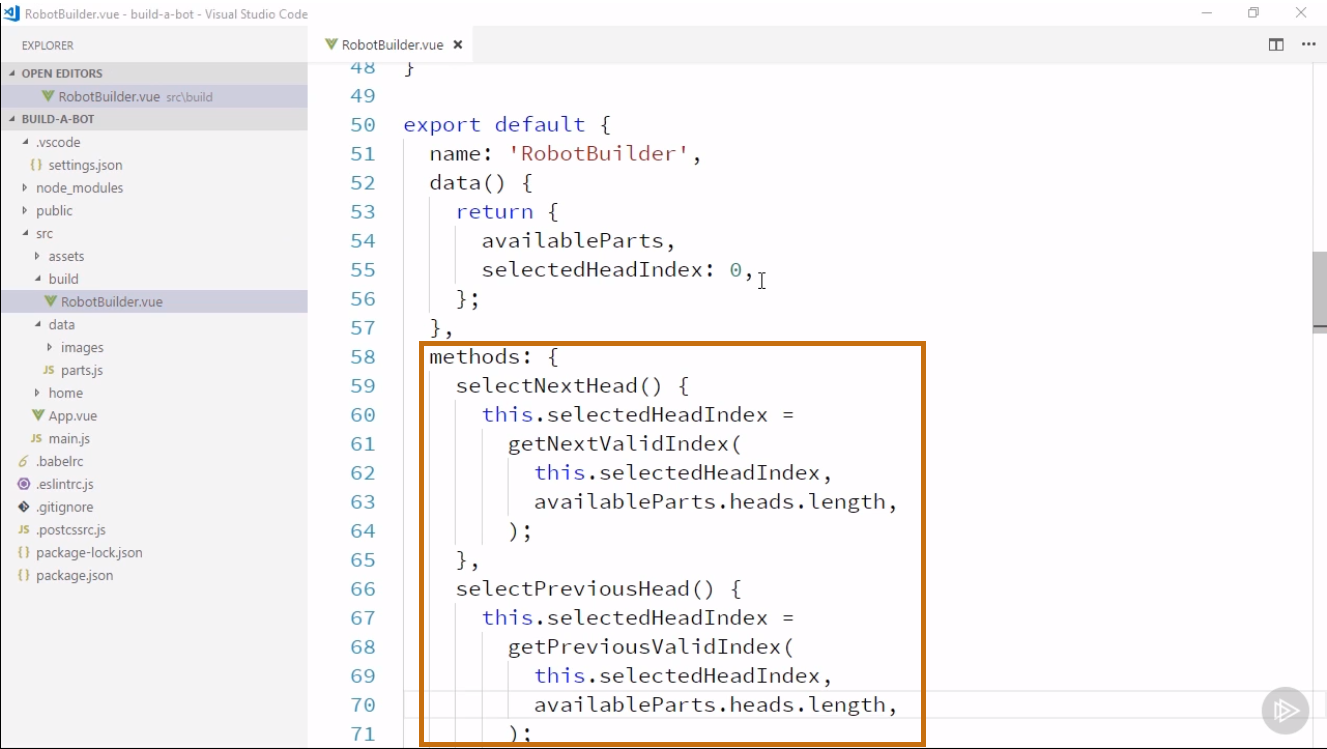 RobotBuilder.vue - build-a-bot - Visual Studio Code
EXPLORER
OPEN EDITORS
RobotBuilder.vue src\build
BUILD-A-BOT
.vscode
{} settings.json
node_modules
public
src
assets
build
RobotBuilder.vue
data
images
JS parts.js
home
App.vue
JS main.js
.babelrc
.eslintrc.js
.gitignore
JS .postcssrc.js
{} package-lock.json
{} package.json
RobotBuilder.vue
48 }
49
50 export default {
51 name: 'RobotBuilder',
52 data() {
53 return {
54 availableParts,
55 selectedHeadIndex: 0,
56 };
57 },
58 methods: {
59 selectNextHead() {
60 this.selectedHeadIndex =
61 getNextValidIndex(
62 this.selectedHeadIndex,
63 availableParts.heads.length,
64 );
65 },
66 selectPreviousHead() {
67 this.selectedHeadIndex =
68 getPreviousValidIndex(
69 this.selectedHeadIndex,
70 availableParts.heads.length,
71 );